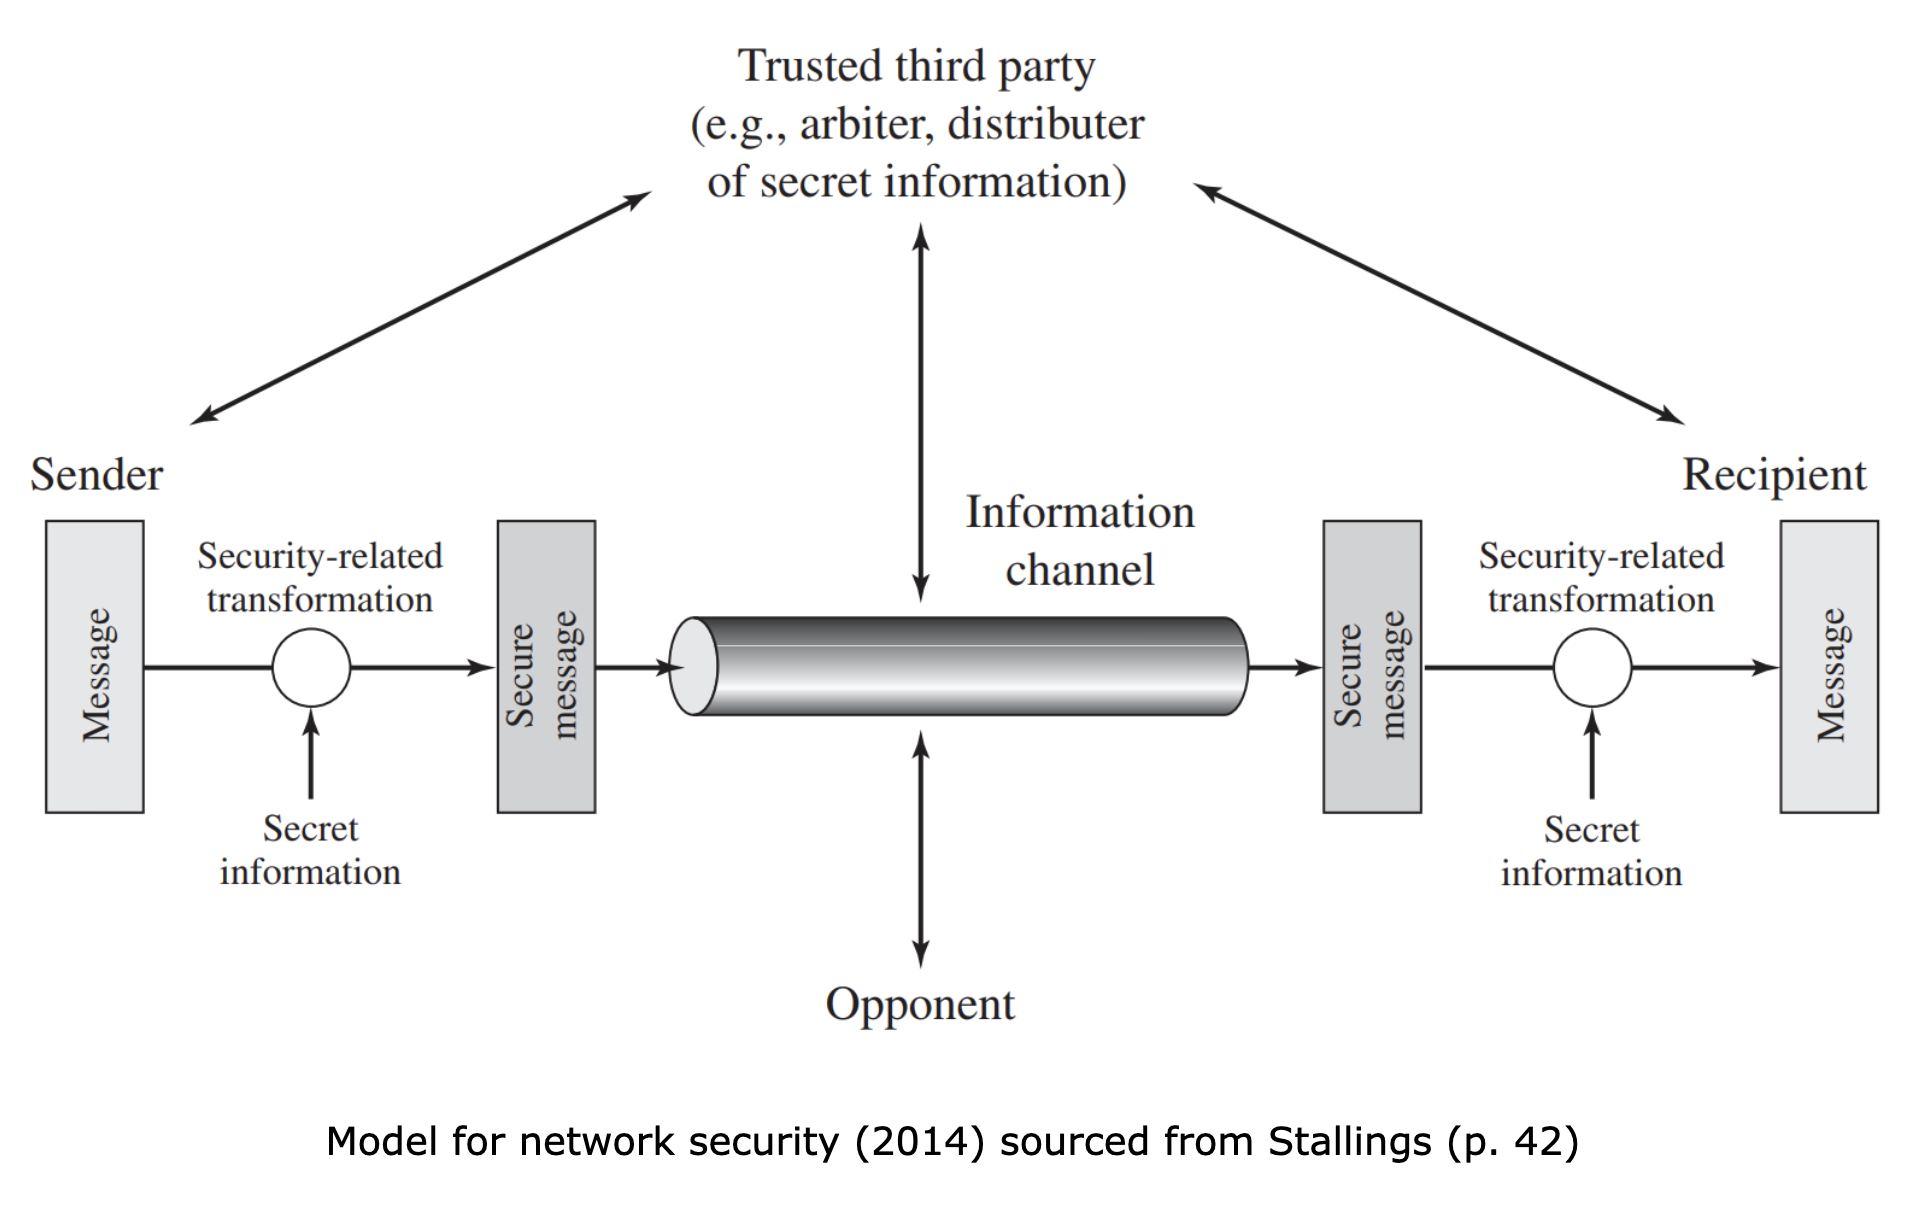 Trusted third party
(e.g., arbiter, distributer
of secret information)
Sender
Recipient
Information
channel
Security-related
transformation
Security-related
transformation
Message
Secure
message
Secure
message
Message
Secret
information
Secret
information
Opponent
Model for network security (2014) sourced from Stallings (p. 42)